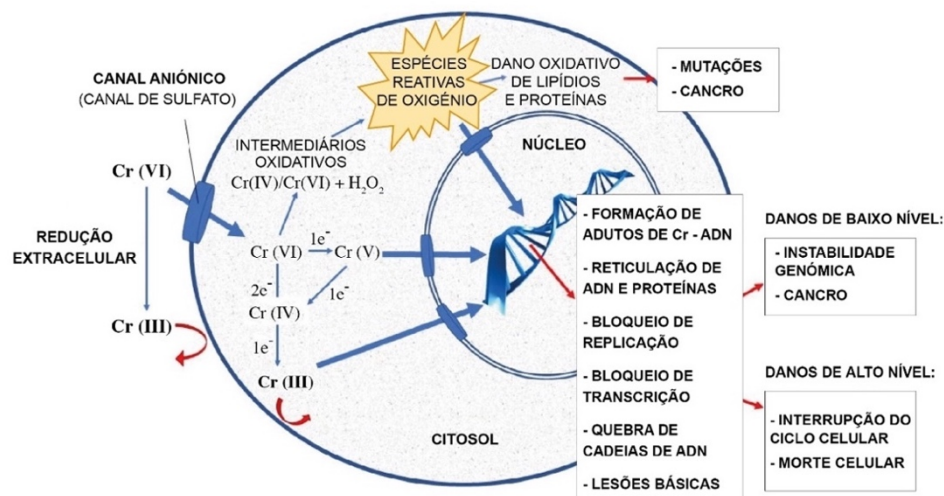 CANAL ANIÓNICO
(CANAL DE SULFATO)
Cr (VI)
REDUÇÃO
EXTRACELULAR
Cr (III)
ESPÉCIES
REATIVAS
DE OXIGÉNIO
DANO OXIDATIVO
DE LIPÍDIOS
E PROTEÍNAS
- MUTAÇÕES
- CANCRO
INTERMEDIÁRIOS
OXIDATIVOS
Cr(IV)/Cr(VI) + H₂O₂
Cr (VI)
1e⁻
Cr (V)
2e⁻
1e⁻
Cr (IV)
1e⁻
Cr (III)
CITOSOL
NÚCLEO
- FORMAÇÃO DE
ADUTOS DE Cr - ADN
- RETICULAÇÃO DE
ADN E PROTEÍNAS
- BLOQUEIO DE
REPLICAÇÃO
- BLOQUEIO DE
TRANSCRIÇÃO
- QUEBRA DE
CADEIAS DE ADN
- LESÕES BÁSICAS
DANOS DE BAIXO NÍVEL:
- INSTABILIDADE
GENÓMICA
- CANCRO
DANOS DE ALTO NÍVEL:
- INTERRUPÇÃO DO
CICLO CELULAR
- MORTE CELULAR